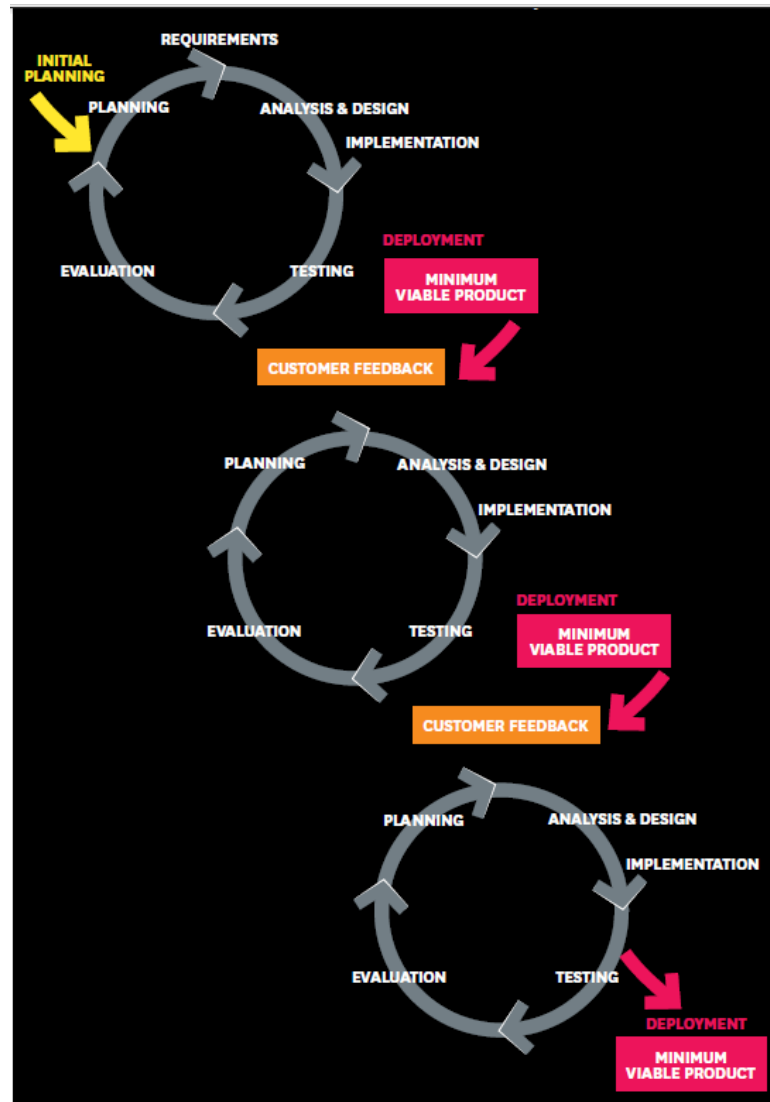 REQUIREMENTS
INITIAL
PLANNING
PLANNING
ANALYSIS & DESIGN
IMPLEMENTATION
DEPLOYMENT
EVALUATION
TESTING
MINIMUM
VIABLE PRODUCT
CUSTOMER FEEDBACK
PLANNING
ANALYSIS & DESIGN
IMPLEMENTATION
DEPLOYMENT
EVALUATION
TESTING
MINIMUM
VIABLE PRODUCT
CUSTOMER FEEDBACK
PLANNING
ANALYSIS & DESIGN
IMPLEMENTATION
EVALUATION
TESTING
DEPLOYMENT
MINIMUM
VIABLE PRODUCT